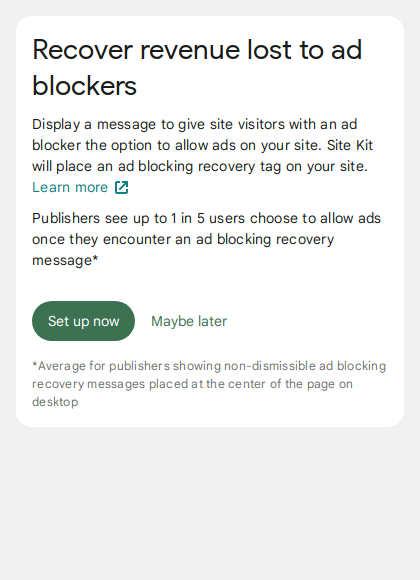 Recover revenue lost to ad
blockers
Display a message to give site visitors with an ad
blocker the option to allow ads on your site. Site Kit
will place an ad blocking recovery tag on your site.
Learn more
Publishers see up to 1 in 5 users choose to allow ads
once they encounter an ad blocking recovery
message*
Set up now Maybe later
*Average for publishers showing non-dismissible ad blocking
recovery messages placed at the center of the page on
desktop